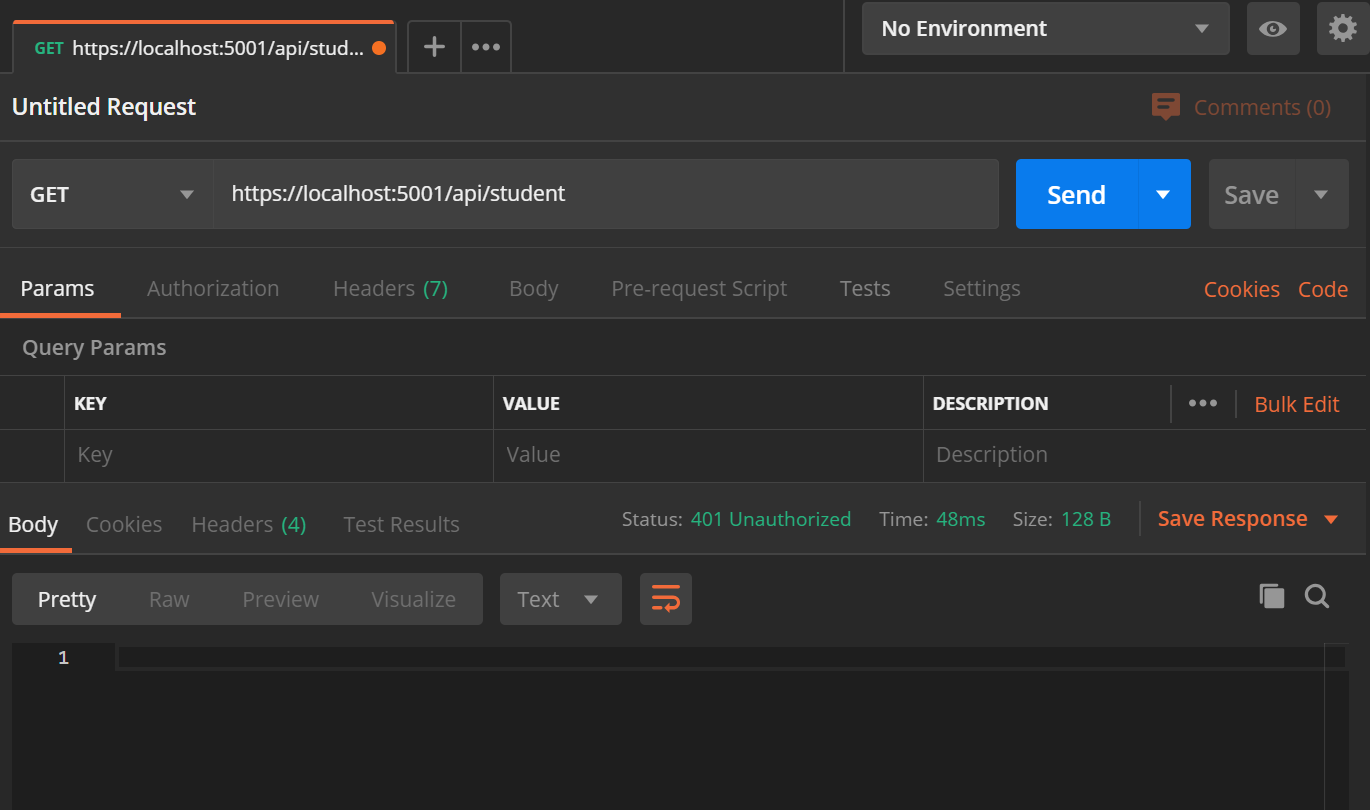 GET https://localhost:5001/api/stud...
No Environment
Untitled Request
Comments (0)
GET https://localhost:5001/api/student Send Save
Params Authorization Headers (7) Body Pre-request Script Tests Settings Cookies Code
Query Params
KEY VALUE DESCRIPTION Bulk Edit
Key Value Description
Body Cookies Headers (4) Test Results Status: 401 Unauthorized Time: 48ms Size: 128 B Save Response
Pretty Raw Preview Visualize Text
1